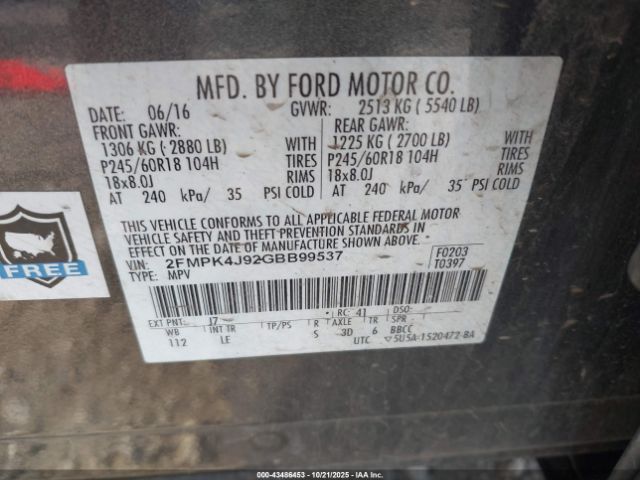 MFD. BY FORD MOTOR CO.
DATE: 06/16 GVWR: 2513 KG ( 5540 LB)
FRONT GAWR: REAR GAWR:
1306 KG ( 2880 LB) WITH 1225 KG ( 2700 LB) WITH
P245/60R18 104H TIRES P245/60R18 104H TIRES
18x8.0J RIMS 18x8.0J RIMS
AT 240 kPa/ 35 PSI COLD AT 240 kPa/ 35 PSI COLD
THIS VEHICLE CONFORMS TO ALL APPLICABLE FEDERAL MOTOR
VEHICLE SAFETY AND THEFT PREVENTION STANDARDS IN
EFFECT ON THE DATE OF MANUFACTURE SHOWN ABOVE.
VIN: 2FMPK4J92GBB99537 F0203
TYPE: MPV T0397
EXT PNT: J7 RC: 41 DSO:
WB INT TR TP/PS R AXLE TR SPR
112 LE S 3D 6 BBCC
UTC ▽5U5A-1520472-BA
FREE
00-43486453 | 10/21/2025 - IAAI.com